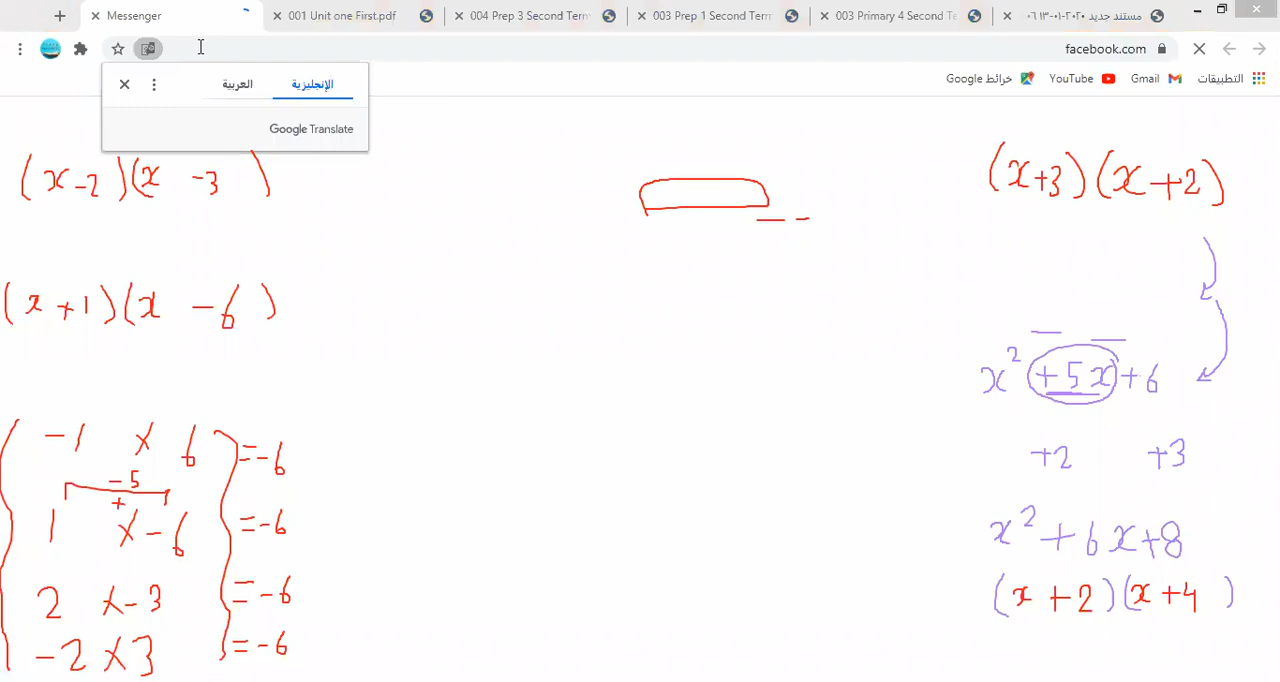 Messenger
001 Unit one First.pdf
004 Prep 3 Second Term
003 Prep 1 Second Term
003 Primary 4 Second Te
مستند جديد ٢٠٢٠-٠١-١٣ ٠٦
facebook.com
التطبيقات
Gmail
YouTube
خرائط Google
الإنجليزية
العربية
Google Translate
(x-2)(x -3 )
(x+3)(x+2)
(x+1)(x -6 )
x² +5x+6
-1 x 6 =-6
+2 +3
-5
+
1 x-6 =-6
x²+6x+8
2 x-3 =-6
(x+2)(x+4 )
-2 x 3 =-6